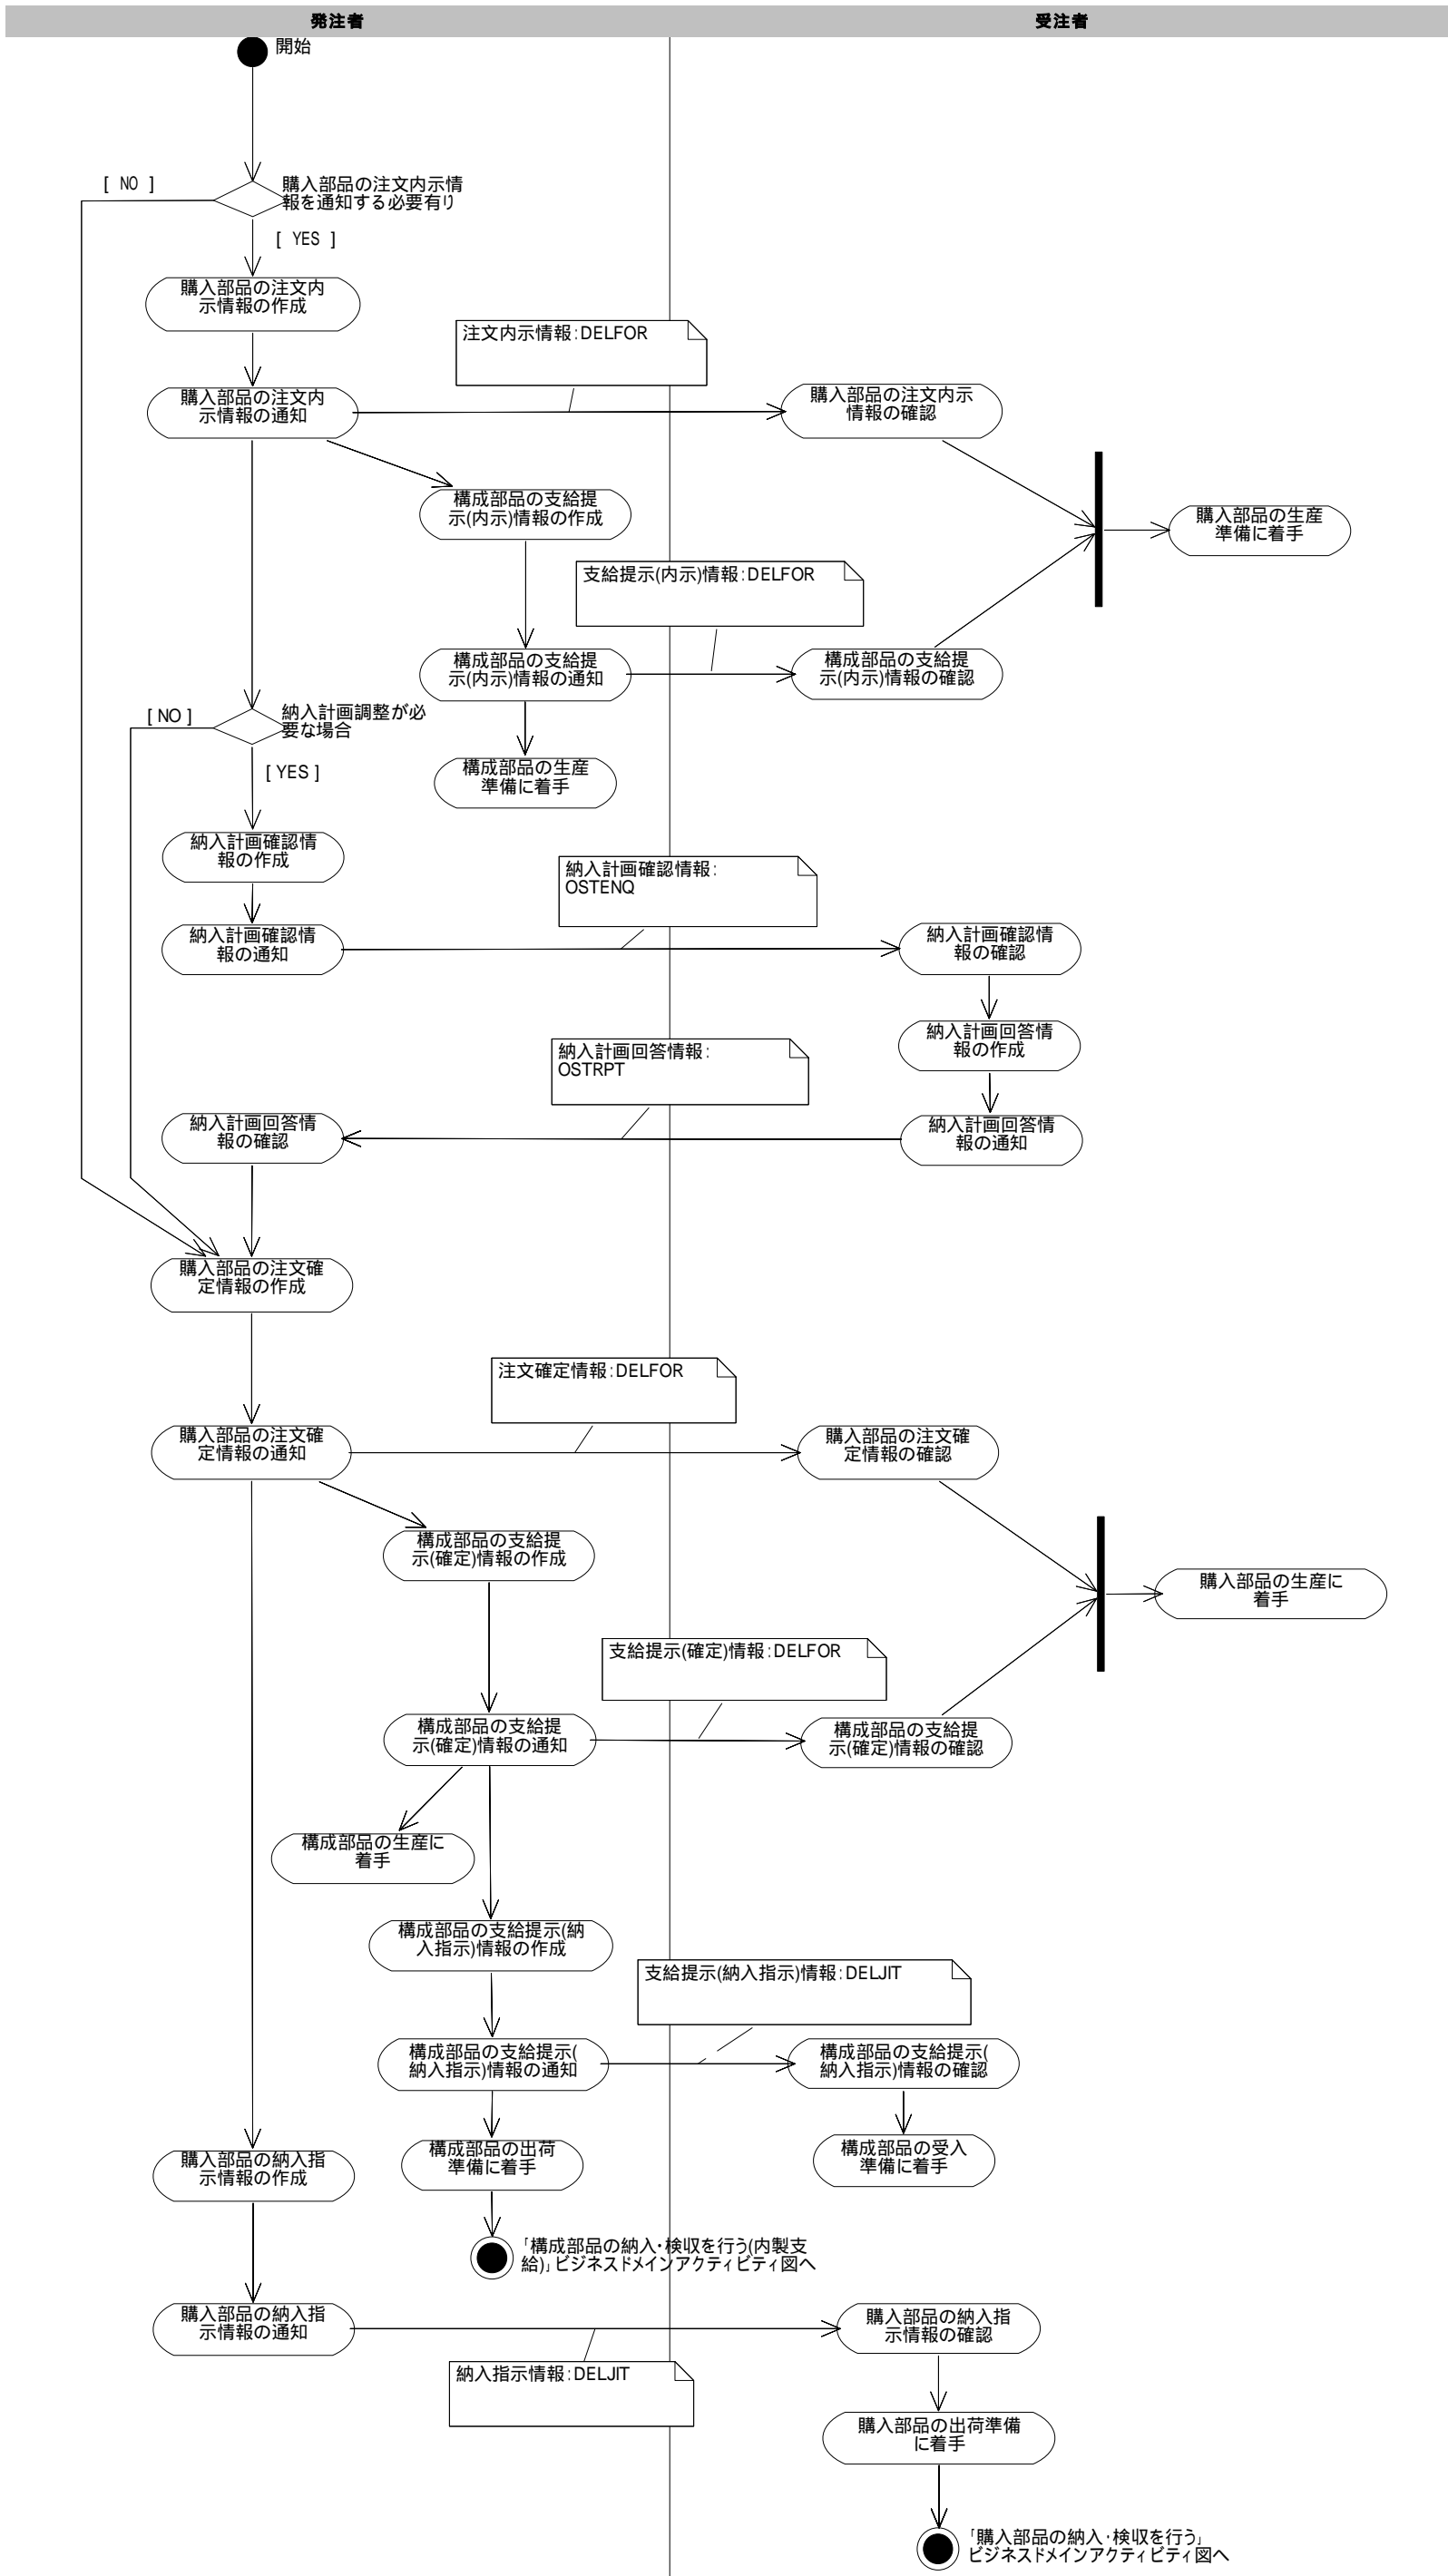 発注者
受注者
開始
[ NO ]
購入部品の注文内示情
報を通知する必要有り
[ YES ]
購入部品の注文内
示情報の作成
注文内示情報:DELFOR
購入部品の注文内
示情報の通知
購入部品の注文内示
情報の確認
構成部品の支給提
示(内示)情報の作成
購入部品の生産
準備に着手
支給提示(内示)情報:DELFOR
構成部品の支給提
示(内示)情報の通知
構成部品の支給提
示(内示)情報の確認
[ NO ]
納入計画調整が必
要な場合
[ YES ]
構成部品の生産
準備に着手
納入計画確認情
報の作成
納入計画確認情報:
OSTENQ
納入計画確認情
報の通知
納入計画確認情
報の確認
納入計画回答情
報の作成
納入計画回答情報:
OSTRPT
納入計画回答情
報の確認
納入計画回答情
報の通知
購入部品の注文確
定情報の作成
注文確定情報:DELFOR
購入部品の注文確
定情報の通知
購入部品の注文確
定情報の確認
構成部品の支給提
示(確定)情報の作成
購入部品の生産に
着手
支給提示(確定)情報:DELFOR
構成部品の支給提
示(確定)情報の通知
構成部品の支給提
示(確定)情報の確認
構成部品の生産に
着手
構成部品の支給提示(納
入指示)情報の作成
支給提示(納入指示)情報:DELJIT
構成部品の支給提示(
納入指示)情報の通知
構成部品の支給提示(
納入指示)情報の確認
構成部品の出荷
準備に着手
構成部品の受入
準備に着手
購入部品の納入指
示情報の作成
「構成部品の納入・検収を行う(内製支
給)」ビジネスドメインアクティビティ図へ
購入部品の納入指
示情報の通知
購入部品の納入指
示情報の確認
納入指示情報:DELJIT
購入部品の出荷準備
に着手
「購入部品の納入・検収を行う」
ビジネスドメインアクティビティ図へ